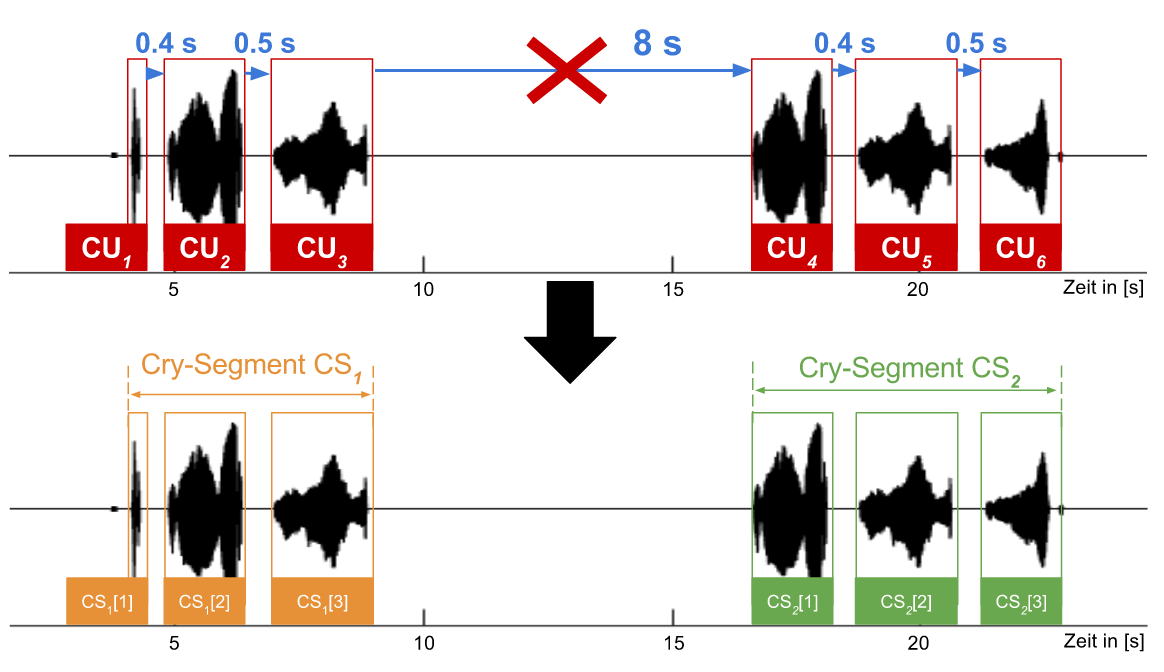 0.4 s 0.5 s 8 s 0.4 s 0.5 s
CU1 CU2 CU3 CU4 CU5 CU6
5 10 15 20 Zeit in [s]
Cry-Segment CS1 Cry-Segment CS2
CS1[1] CS1[2] CS1[3] CS2[1] CS2[2] CS2[3]
5 10 15 20 Zeit in [s]